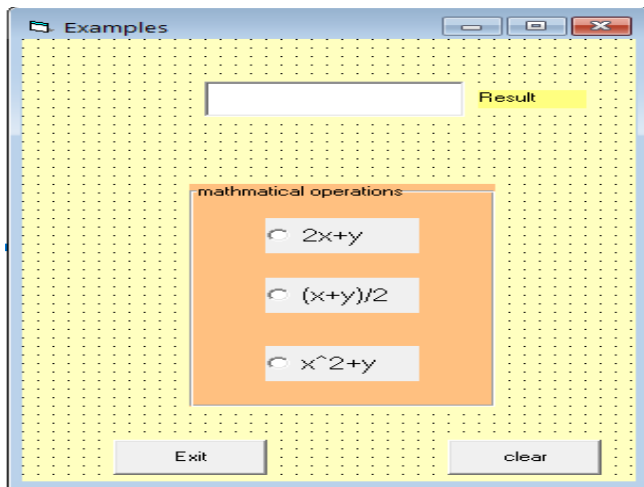 Examples
Result
mathmatical operations
2x+y
(x+y)/2
x^2+y
Exit
clear